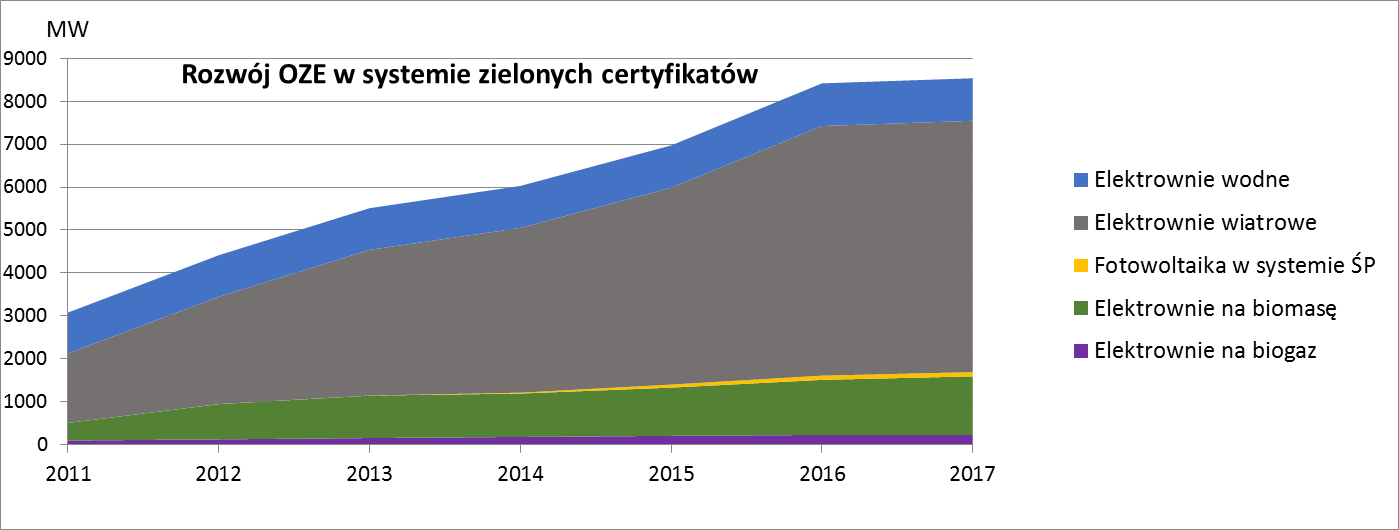 MW
Rozwój OZE w systemie zielonych certyfikatów
9000
8000
7000
6000
5000
4000
3000
2000
1000
0
2011 2012 2013 2014 2015 2016 2017
Elektrownie wodne
Elektrownie wiatrowe
Fotowoltaika w systemie ŚP
Elektrownie na biomasę
Elektrownie na biogaz